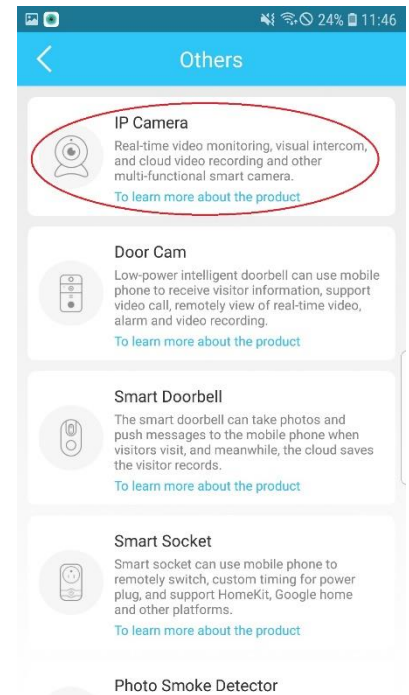 24% 11:46
Others
IP Camera
Real-time video monitoring, visual intercom,
and cloud video recording and other
multi-functional smart camera.
To learn more about the product
Door Cam
Low-power intelligent doorbell can use mobile
phone to receive visitor information, support
video call, remotely view of real-time video,
alarm and video recording.
To learn more about the product
Smart Doorbell
The smart doorbell can take photos and
push messages to the mobile phone when
visitors visit, and meanwhile, the cloud saves
the visitor records.
To learn more about the product
Smart Socket
Smart socket can use mobile phone to
remotely switch, custom timing for power
plug, and support HomeKit, Google home
and other platforms.
To learn more about the product
Photo Smoke Detector